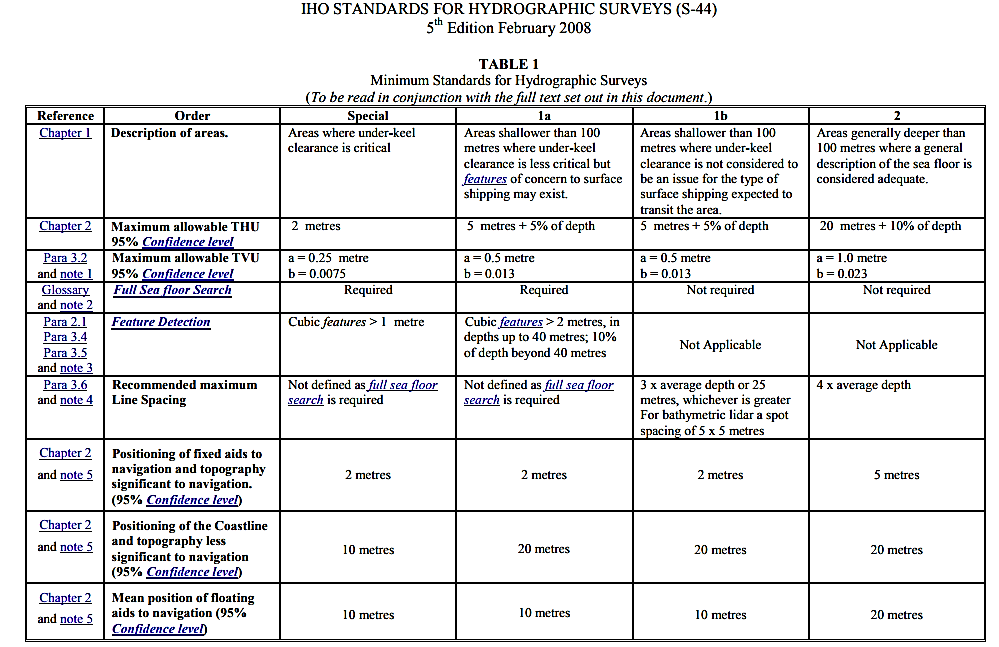 IHO STANDARDS FOR HYDROGRAPHIC SURVEYS (S-44)
5th Edition February 2008
TABLE 1
Minimum Standards for Hydrographic Surveys
(To be read in conjunction with the full text set out in this document.)
Reference Order Special 1a 1b 2
Chapter 1
Description of areas.
Areas where under-keel
clearance is critical
Areas shallower than 100
metres where under-keel
clearance is less critical but
features of concern to surface
shipping may exist.
Areas shallower than 100
metres where under-keel
clearance is not considered to
be an issue for the type of
surface shipping expected to
transit the area.
Areas generally deeper than
100 metres where a general
description of the sea floor is
considered adequate.
Chapter 2
Maximum allowable THU
95% Confidence level
2 metres
5 metres + 5% of depth
5 metres + 5% of depth
20 metres + 10% of depth
Para 3.2
and note 1
Maximum allowable TVU
95% Confidence level
a = 0.25 metre
b = 0.0075
a = 0.5 metre
b = 0.013
a = 0.5 metre
b = 0.013
a = 1.0 metre
b = 0.023
Glossary
and note 2
Full Sea floor Search
Required
Required
Not required
Not required
Para 2.1
Para 3.4
Para 3.5
and note 3
Feature Detection
Cubic features > 1 metre
Cubic features > 2 metres, in
depths up to 40 metres; 10%
of depth beyond 40 metres
Not Applicable
Not Applicable
Para 3.6
and note 4
Recommended maximum
Line Spacing
Not defined as full sea floor
search is required
Not defined as full sea floor
search is required
3 x average depth or 25
metres, whichever is greater
For bathymetric lidar a spot
spacing of 5 x 5 metres
4 x average depth
Chapter 2
and note 5
Positioning of fixed aids to
navigation and topography
significant to navigation.
(95% Confidence level)
2 metres
2 metres
2 metres
5 metres
Chapter 2
and note 5
Positioning of the Coastline
and topography less
significant to navigation
(95% Confidence level)
10 metres
20 metres
20 metres
20 metres
Chapter 2
and note 5
Mean position of floating
aids to navigation (95%
Confidence level)
10 metres
10 metres
10 metres
20 metres